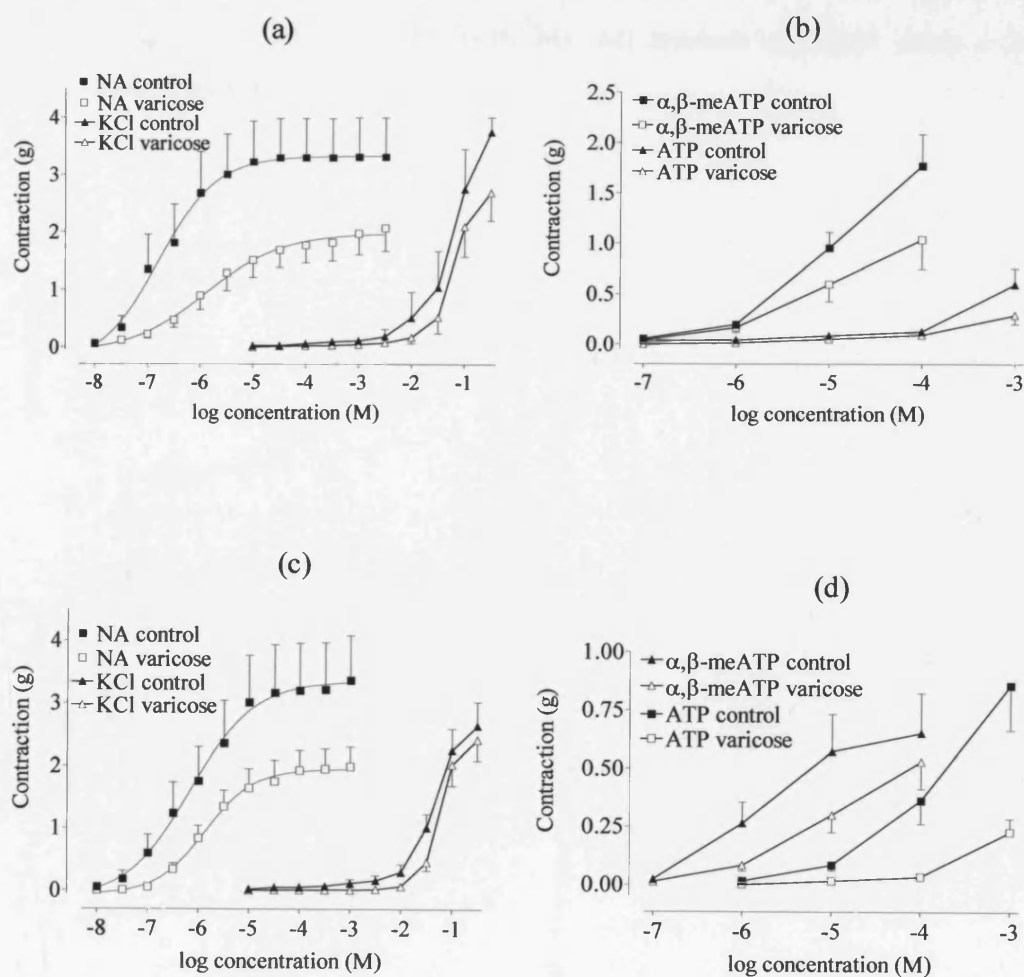 (a)
NA control
NA varicose
KCl control
KCl varicose
Contraction (g)
4
3
2
1
0
-8 -7 -6 -5 -4 -3 -2 -1
log concentration (M)
(b)
α,β-meATP control
α,β-meATP varicose
ATP control
ATP varicose
Contraction (g)
2.5
2.0
1.5
1.0
0.5
0.0
-7 -6 -5 -4 -3
log concentration (M)
(c)
NA control
NA varicose
KCl control
KCl varicose
Contraction (g)
4
3
2
1
0
-8 -7 -6 -5 -4 -3 -2 -1
log concentration (M)
(d)
α,β-meATP control
α,β-meATP varicose
ATP control
ATP varicose
Contraction (g)
1.00
0.75
0.50
0.25
0.00
-7 -6 -5 -4 -3
log concentration (M)